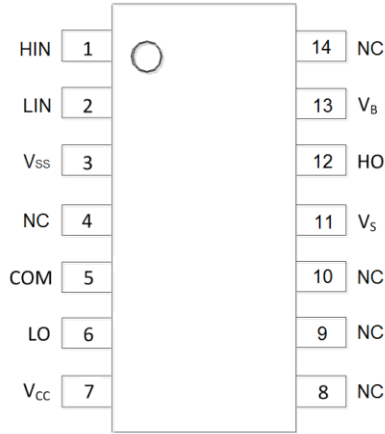 HIN 1 14 NC
LIN 2 13 VB
VSS 3 12 HO
NC 4 11 VS
COM 5 10 NC
LO 6 9 NC
VCC 7 8 NC